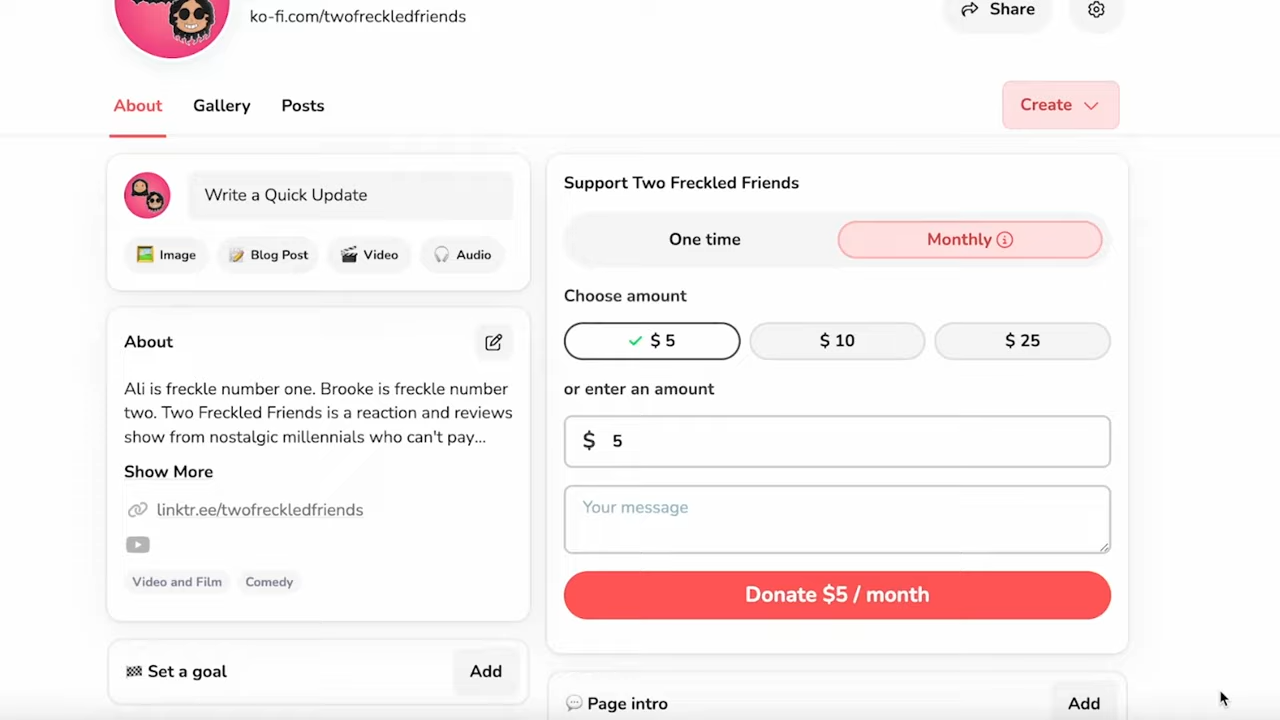 ko-fi.com/twofreckledfriends
Share
About
Gallery
Posts
Create
Write a Quick Update
Image
Blog Post
Video
Audio
About
Ali is freckle number one. Brooke is freckle number
two. Two Freckled Friends is a reaction and reviews
show from nostalgic millennials who can't pay...
Show More
linktr.ee/twofreckledfriends
Video and Film
Comedy
Set a goal
Add
Support Two Freckled Friends
One time
Monthly
Choose amount
$ 5
$ 10
$ 25
or enter an amount
$ 5
Your message
Donate $5 / month
Page intro
Add